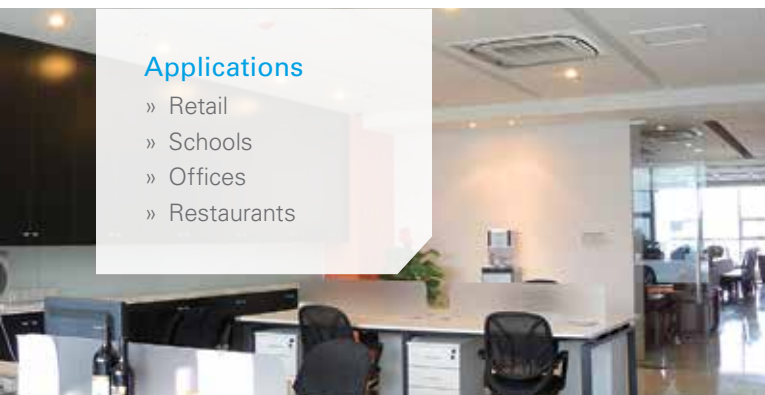 Applications
» Retail
» Schools
» Offices
» Restaurants